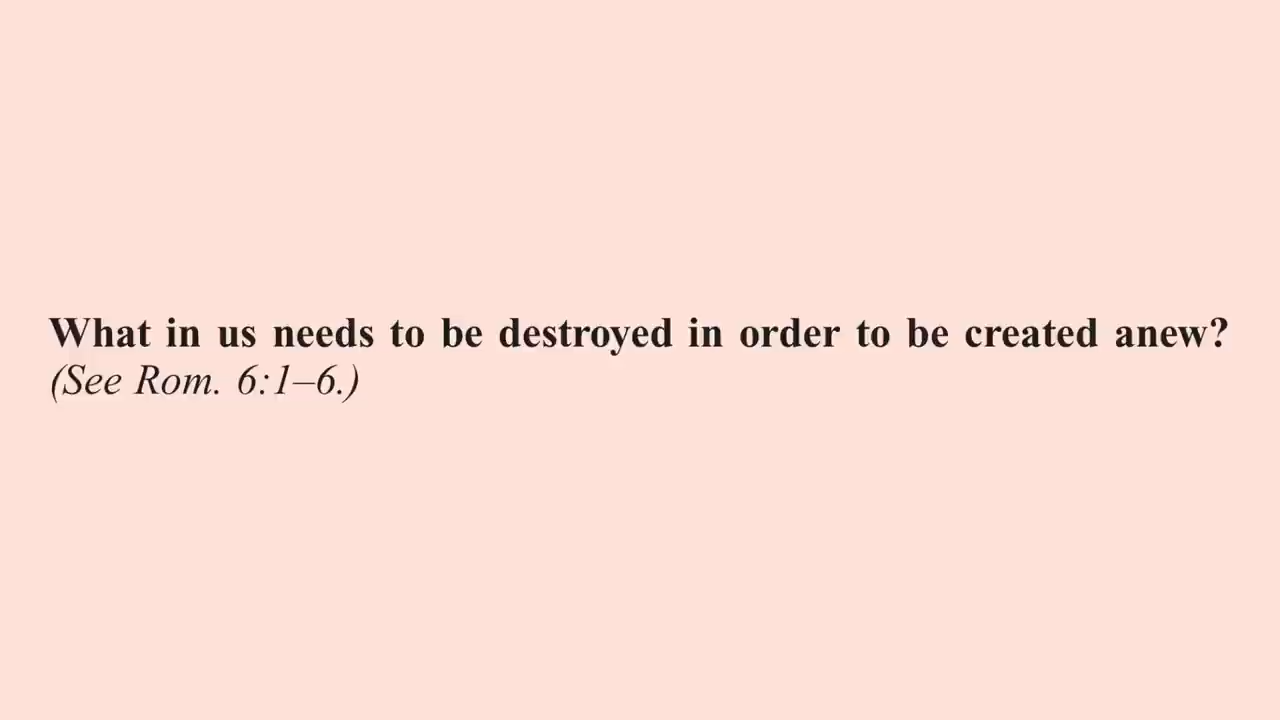 What in us needs to be destroyed in order to be created anew?
(See Rom. 6:1–6.)